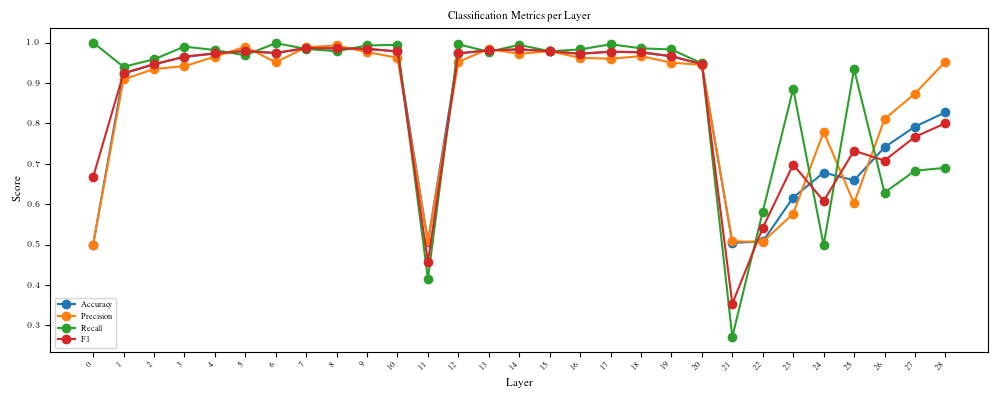 Classification Metrics per Layer
Score
1.0
0.9
0.8
0.7
0.6
0.5
0.4
0.3
Accuracy
Precision
Recall
F1
0 1 2 3 4 5 6 7 8 9 10 11 12 13 14 15 16 17 18 19 20 21 22 23 24 25 26 27 28
Layer